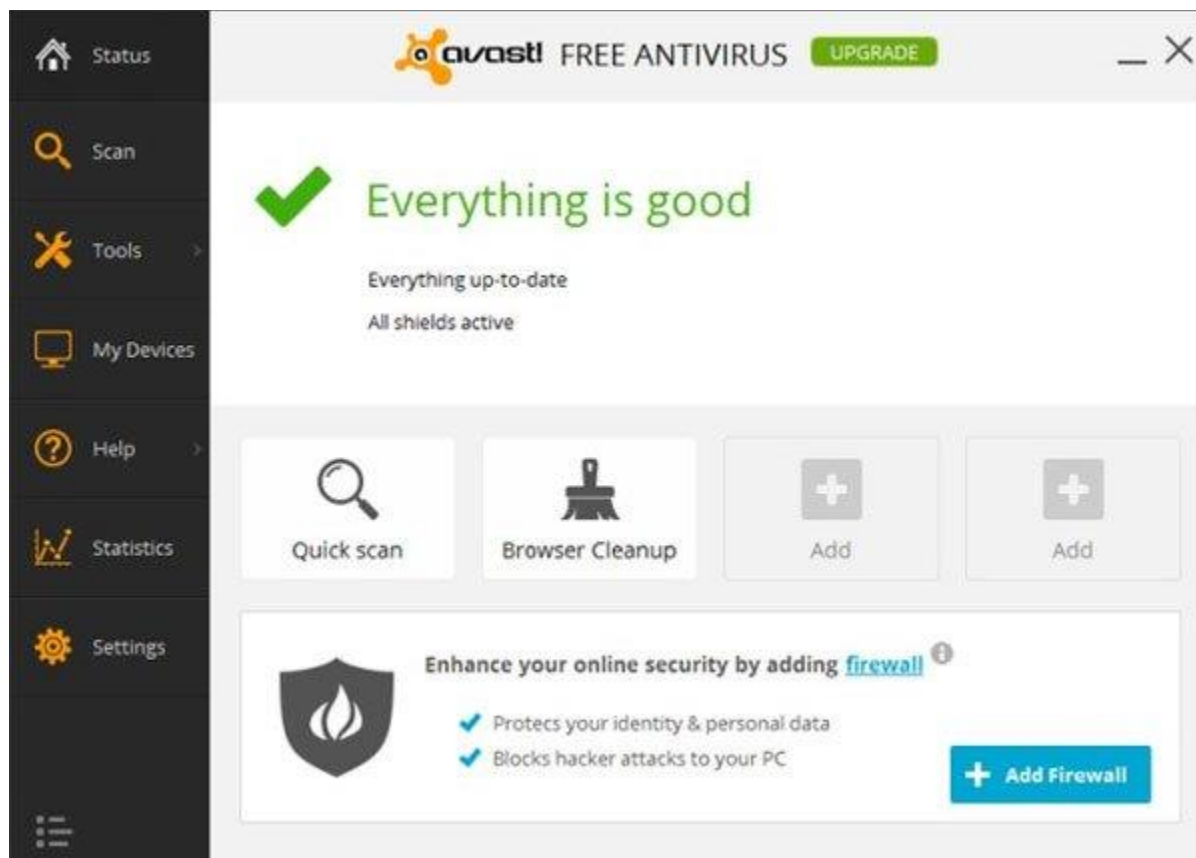 Status
Scan
Tools
My Devices
Help
Statistics
Settings
avast! FREE ANTIVIRUS UPGRADE
Everything is good
Everything up-to-date
All shields active
Quick scan
Browser Cleanup
Add
Add
Enhance your online security by adding firewall
Protecs your identity & personal data
Blocks hacker attacks to your PC
Add Firewall